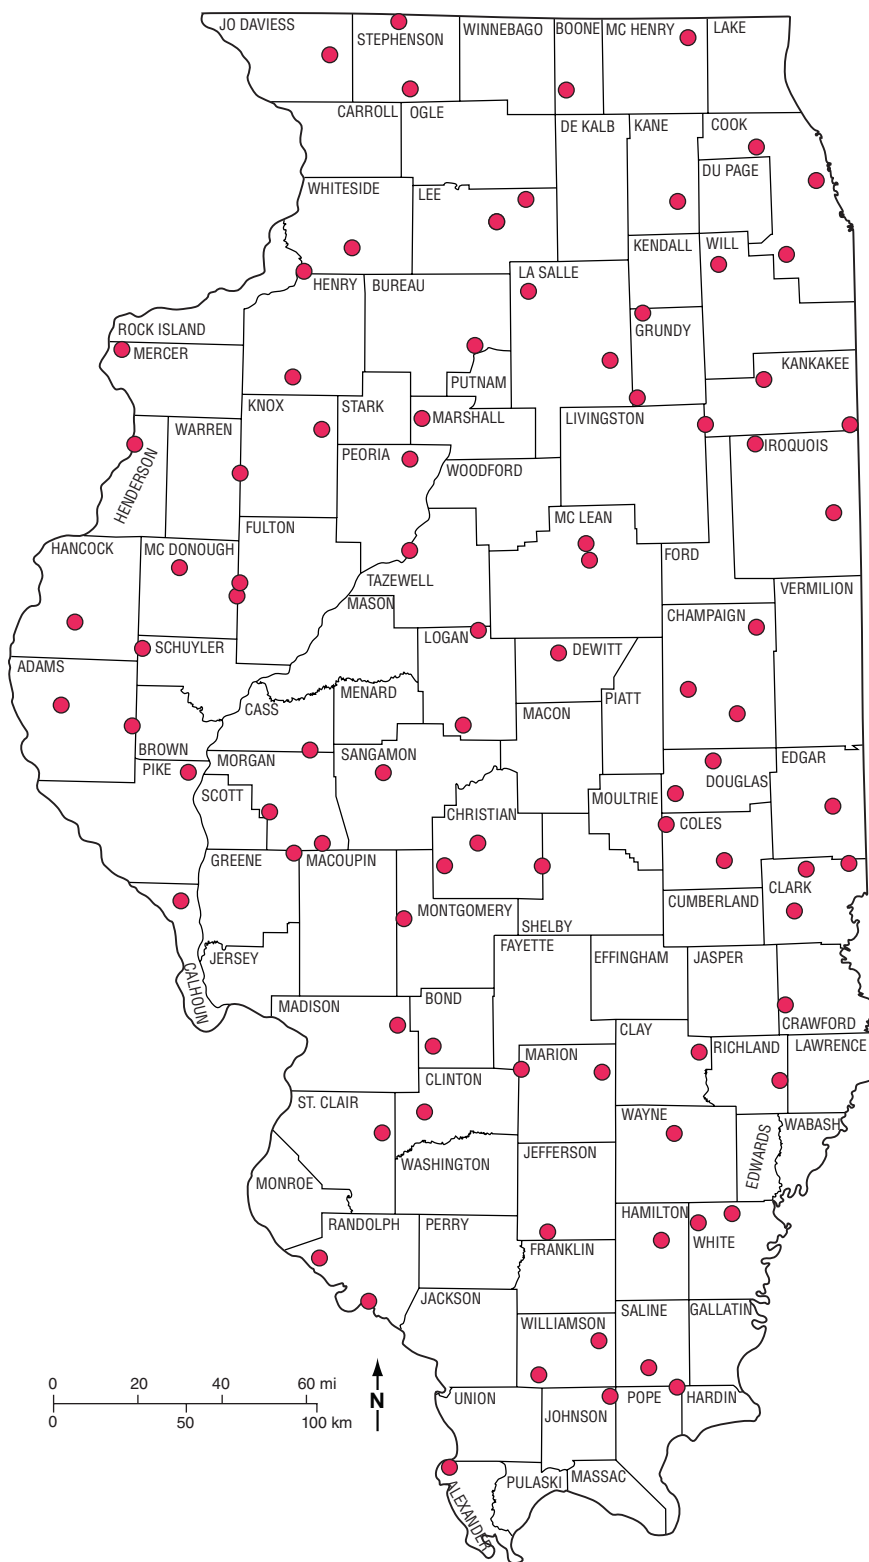 JO DAVIESS
STEPHENSON
WINNEBAGO
BOONE
MC HENRY
LAKE
CARROLL
OGLE
DE KALB
KANE
COOK
DU PAGE
WHITESIDE
LEE
KENDALL
WILL
HENRY
BUREAU
LA SALLE
ROCK ISLAND
GRUNDY
MERCER
PUTNAM
KANKAKEE
KNOX
STARK
MARSHALL
LIVINGSTON
WARREN
PEORIA
IROQUOIS
WOODFORD
HENDERSON
FULTON
MC LEAN
HANCOCK
MC DONOUGH
FORD
TAZEWELL
VERMILION
MASON
CHAMPAIGN
LOGAN
SCHUYLER
DEWITT
ADAMS
MENARD
PIATT
CASS
MACON
BROWN
MORGAN
SANGAMON
EDGAR
PIKE
DOUGLAS
SCOTT
MOULTRIE
CHRISTIAN
COLES
GREENE
MACOUPIN
CLARK
CUMBERLAND
MONTGOMERY
SHELBY
FAYETTE
EFFINGHAM
JASPER
JERSEY
CALHOUN
MADISON
BOND
CRAWFORD
CLAY
MARION
RICHLAND
LAWRENCE
CLINTON
ST. CLAIR
WAYNE
WABASH
EDWARDS
JEFFERSON
WASHINGTON
MONROE
HAMILTON
RANDOLPH
PERRY
WHITE
FRANKLIN
JACKSON
SALINE
GALLATIN
WILLIAMSON
0 20 40 60 mi
0 50 100 km
N
UNION
JOHNSON
POPE
HARDIN
PULASKI
MASSAC
ALEXANDER